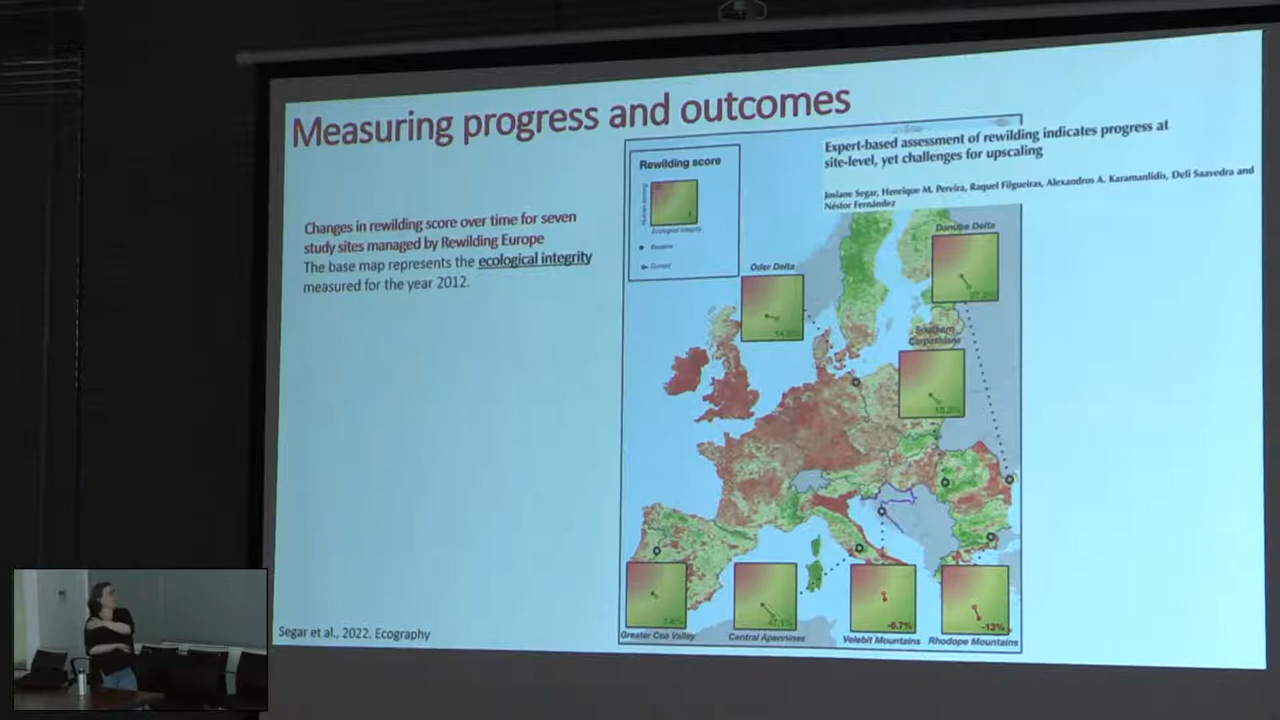 Measuring progress and outcomes
Expert-based assessment of rewilding indicates progress at
site-level, yet challenges for upscaling
Josiane Segar, Henrique M. Pereira, Raquel Filgueiras, Alexandros A. Karamanlidis, Deli Saavedra and
Néstor Fernández
Changes in rewilding score over time for seven
study sites managed by Rewilding Europe
The base map represents the ecological integrity
measured for the year 2012.
Rewilding score
Ecological integrity
Baseline
Current
Oder Delta
Danube Delta
Southern
Carpathians
-6.7%
-13%
Greater Coa Valley
Central Apennines
Velebit Mountains
Rhodope Mountains
Segar et al., 2022. Ecography